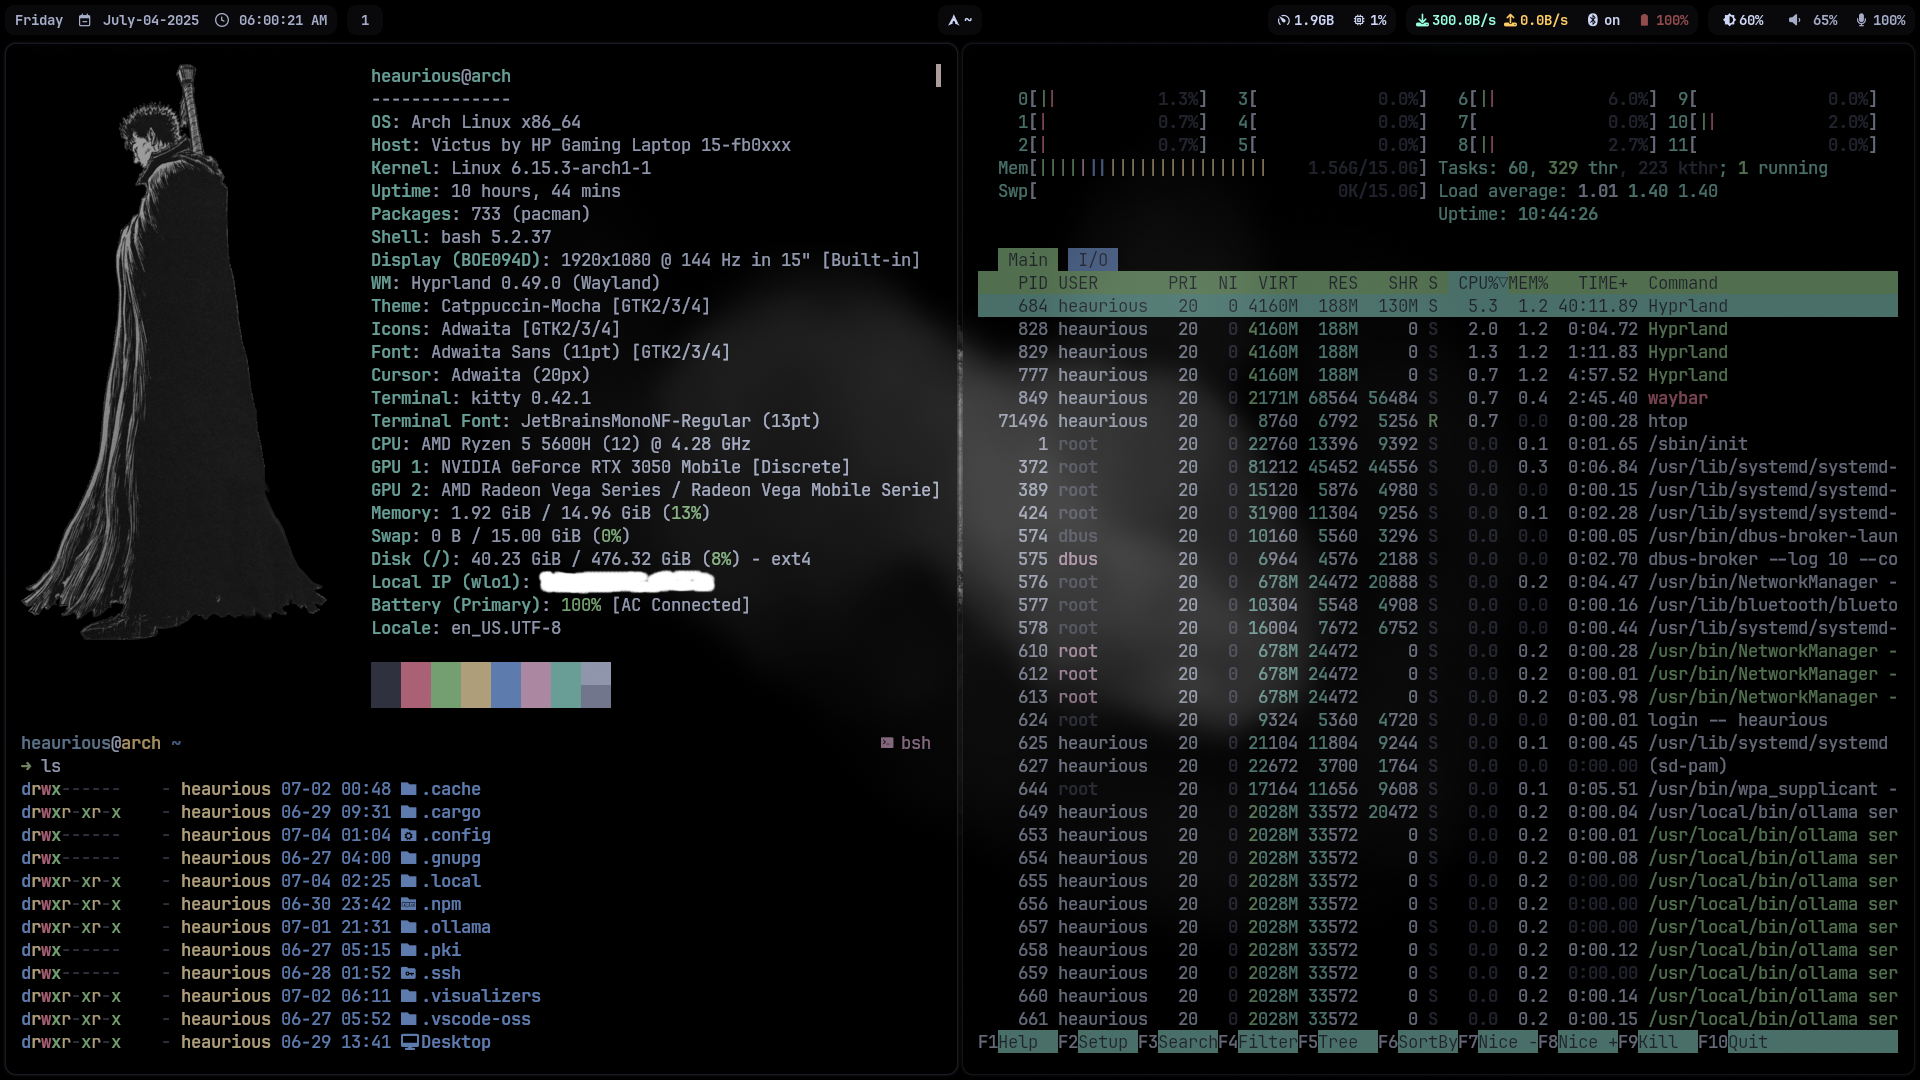 Friday July-04-2025 06:00:21 AM 1 ~ 1.9GB 1% 300.0B/s 0.0B/s on 100% 60% 65% 100%
heaurious@arch
--------------
OS: Arch Linux x86_64
Host: Victus by HP Gaming Laptop 15-fb0xxx
Kernel: Linux 6.15.3-arch1-1
Uptime: 10 hours, 44 mins
Packages: 733 (pacman)
Shell: bash 5.2.37
Display (BOE094D): 1920x1080 @ 144 Hz in 15" [Built-in]
WM: Hyprland 0.49.0 (Wayland)
Theme: Catppuccin-Mocha [GTK2/3/4]
Icons: Adwaita [GTK2/3/4]
Font: Adwaita Sans (11pt) [GTK2/3/4]
Cursor: Adwaita (20px)
Terminal: kitty 0.42.1
Terminal Font: JetBrainsMonoNF-Regular (13pt)
CPU: AMD Ryzen 5 5600H (12) @ 4.28 GHz
GPU 1: NVIDIA GeForce RTX 3050 Mobile [Discrete]
GPU 2: AMD Radeon Vega Series / Radeon Vega Mobile Serie]
Memory: 1.92 GiB / 14.96 GiB (13%)
Swap: 0 B / 15.00 GiB (0%)
Disk (/): 40.23 GiB / 476.32 GiB (8%) - ext4
Local IP (wlo1):
Battery (Primary): 100% [AC Connected]
Locale: en_US.UTF-8
heaurious@arch ~ bsh
→ ls
drwx------ - heaurious 07-02 00:48 .cache
drwxr-xr-x - heaurious 06-29 09:31 .cargo
drwx------ - heaurious 07-04 01:04 .config
drwx------ - heaurious 06-27 04:00 .gnupg
drwxr-xr-x - heaurious 07-04 02:25 .local
drwxr-xr-x - heaurious 06-30 23:42 .npm
drwxr-xr-x - heaurious 07-01 21:31 .ollama
drwx------ - heaurious 06-27 05:15 .pki
drwx------ - heaurious 06-28 01:52 .ssh
drwxr-xr-x - heaurious 07-02 06:11 .visualizers
drwxr-xr-x - heaurious 06-27 05:52 .vscode-oss
drwxr-xr-x - heaurious 06-29 13:41 Desktop
0[|| 1.3%] 3[ 0.0%] 6[|| 6.0%] 9[ 0.0%]
1[| 0.7%] 4[ 0.0%] 7[ 0.0%] 10[|| 2.0%]
2[| 0.7%] 5[ 0.0%] 8[|| 2.7%] 11[ 0.0%]
Mem[||||||||||||||||||||||| 1.56G/15.0G] Tasks: 60, 329 thr, 223 kthr; 1 running
Swp[ 0K/15.0G] Load average: 1.01 1.40 1.40
Uptime: 10:44:26
Main I/O
PID USER PRI NI VIRT RES SHR S CPU%▽MEM% TIME+ Command
684 heaurious 20 0 4160M 188M 130M S 5.3 1.2 40:11.89 Hyprland
828 heaurious 20 0 4160M 188M 0 S 2.0 1.2 0:04.72 Hyprland
829 heaurious 20 0 4160M 188M 0 S 1.3 1.2 1:11.83 Hyprland
777 heaurious 20 0 4160M 188M 0 S 0.7 1.2 4:57.52 Hyprland
849 heaurious 20 0 2171M 68564 56484 S 0.7 0.4 2:45.40 waybar
71496 heaurious 20 0 8760 6792 5256 R 0.7 0.0 0:00.28 htop
1 root 20 0 22760 13396 9392 S 0.0 0.1 0:01.65 /sbin/init
372 root 20 0 81212 45452 44556 S 0.0 0.3 0:06.84 /usr/lib/systemd/systemd-
389 root 20 0 15120 5876 4980 S 0.0 0.0 0:00.15 /usr/lib/systemd/systemd-
424 root 20 0 31900 11304 9256 S 0.0 0.1 0:02.28 /usr/lib/systemd/systemd-
574 dbus 20 0 10160 5560 3296 S 0.0 0.0 0:00.05 /usr/bin/dbus-broker-laun
575 dbus 20 0 6964 4576 2188 S 0.0 0.0 0:02.70 dbus-broker --log 10 --co
576 root 20 0 678M 24472 20888 S 0.0 0.2 0:04.47 /usr/bin/NetworkManager -
577 root 20 0 10304 5548 4908 S 0.0 0.0 0:00.16 /usr/lib/bluetooth/blueto
578 root 20 0 16004 7672 6752 S 0.0 0.0 0:00.44 /usr/lib/systemd/systemd-
610 root 20 0 678M 24472 0 S 0.0 0.2 0:00.28 /usr/bin/NetworkManager -
612 root 20 0 678M 24472 0 S 0.0 0.2 0:00.01 /usr/bin/NetworkManager -
613 root 20 0 678M 24472 0 S 0.0 0.2 0:03.98 /usr/bin/NetworkManager -
624 root 20 0 9324 5360 4720 S 0.0 0.0 0:00.01 login -- heaurious
625 heaurious 20 0 21104 11804 9244 S 0.0 0.1 0:00.45 /usr/lib/systemd/systemd
627 heaurious 20 0 22672 3700 1764 S 0.0 0.0 0:00.00 (sd-pam)
644 root 20 0 17164 11656 9608 S 0.0 0.1 0:05.51 /usr/bin/wpa_supplicant -
649 heaurious 20 0 2028M 33572 20472 S 0.0 0.2 0:00.04 /usr/local/bin/ollama ser
653 heaurious 20 0 2028M 33572 0 S 0.0 0.2 0:00.01 /usr/local/bin/ollama ser
654 heaurious 20 0 2028M 33572 0 S 0.0 0.2 0:00.08 /usr/local/bin/ollama ser
655 heaurious 20 0 2028M 33572 0 S 0.0 0.2 0:00.00 /usr/local/bin/ollama ser
656 heaurious 20 0 2028M 33572 0 S 0.0 0.2 0:00.00 /usr/local/bin/ollama ser
657 heaurious 20 0 2028M 33572 0 S 0.0 0.2 0:00.00 /usr/local/bin/ollama ser
658 heaurious 20 0 2028M 33572 0 S 0.0 0.2 0:00.12 /usr/local/bin/ollama ser
659 heaurious 20 0 2028M 33572 0 S 0.0 0.2 0:00.00 /usr/local/bin/ollama ser
660 heaurious 20 0 2028M 33572 0 S 0.0 0.2 0:00.14 /usr/local/bin/ollama ser
661 heaurious 20 0 2028M 33572 0 S 0.0 0.2 0:00.15 /usr/local/bin/ollama ser
F1Help F2Setup F3SearchF4FilterF5Tree F6SortByF7Nice -F8Nice +F9Kill F10Quit